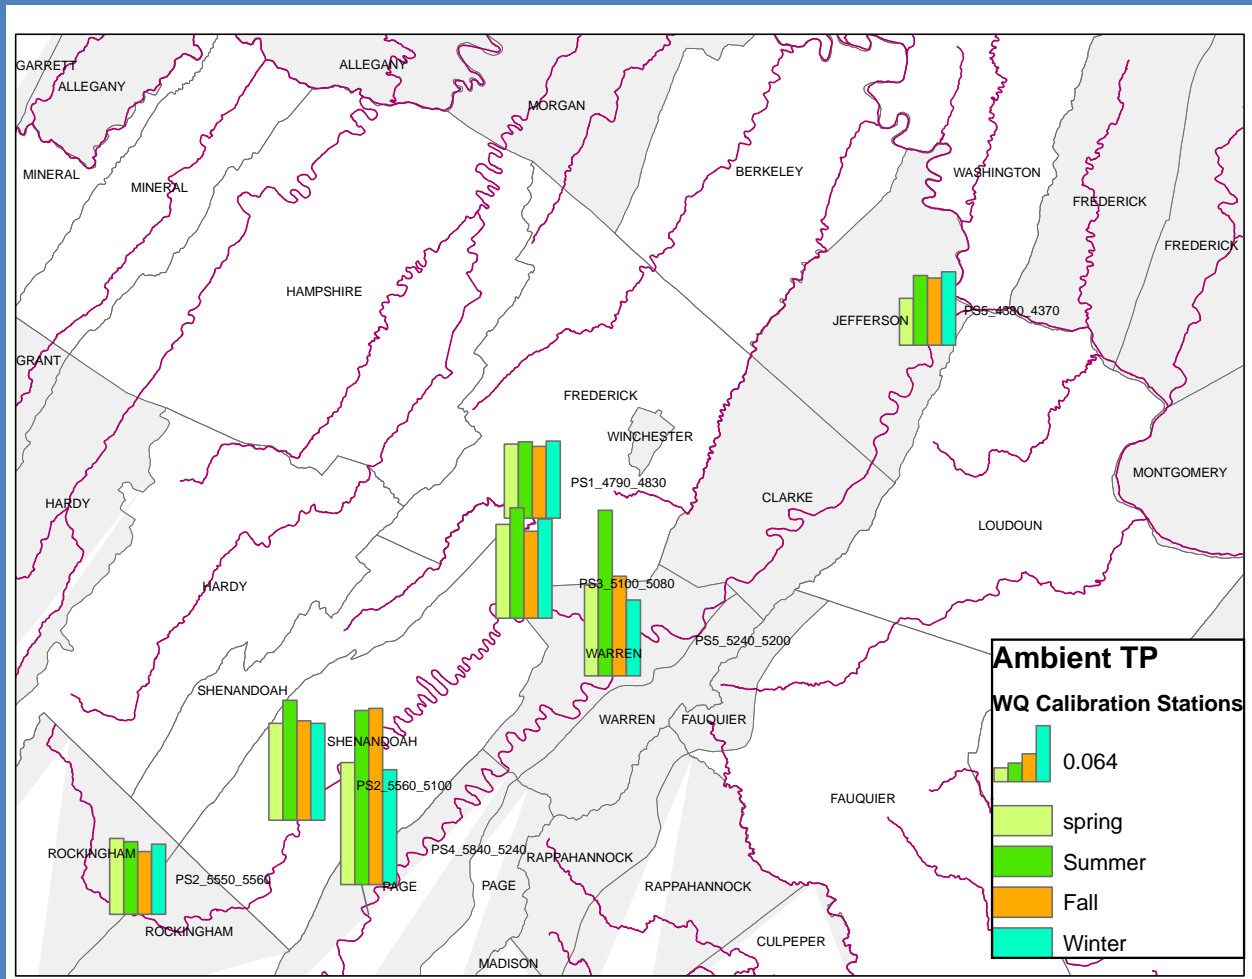 GARRETT
ALLEGANY
ALLEGANY
MORGAN
MINERAL
MINERAL
BERKELEY
WASHINGTON
FREDERICK
FREDERICK
HAMPSHIRE
JEFFERSON
PS5_4380_4370
GRANT
FREDERICK
WINCHESTER
MONTGOMERY
PS1_4790_4830
HARDY
CLARKE
LOUDOUN
HARDY
PS3_5100_5080
PS5_5240_5200
WARREN
SHENANDOAH
WARREN
FAUQUIER
SHENANDOAH
PS2_5560_5100
FAUQUIER
ROCKINGHAM
PS4_5840_5240
RAPPAHANNOCK
PS2_5550_5560
PAGE
PAGE
RAPPAHANNOCK
ROCKINGHAM
CULPEPER
MADISON
Ambient TP
WQ Calibration Stations
0.064
spring
Summer
Fall
Winter